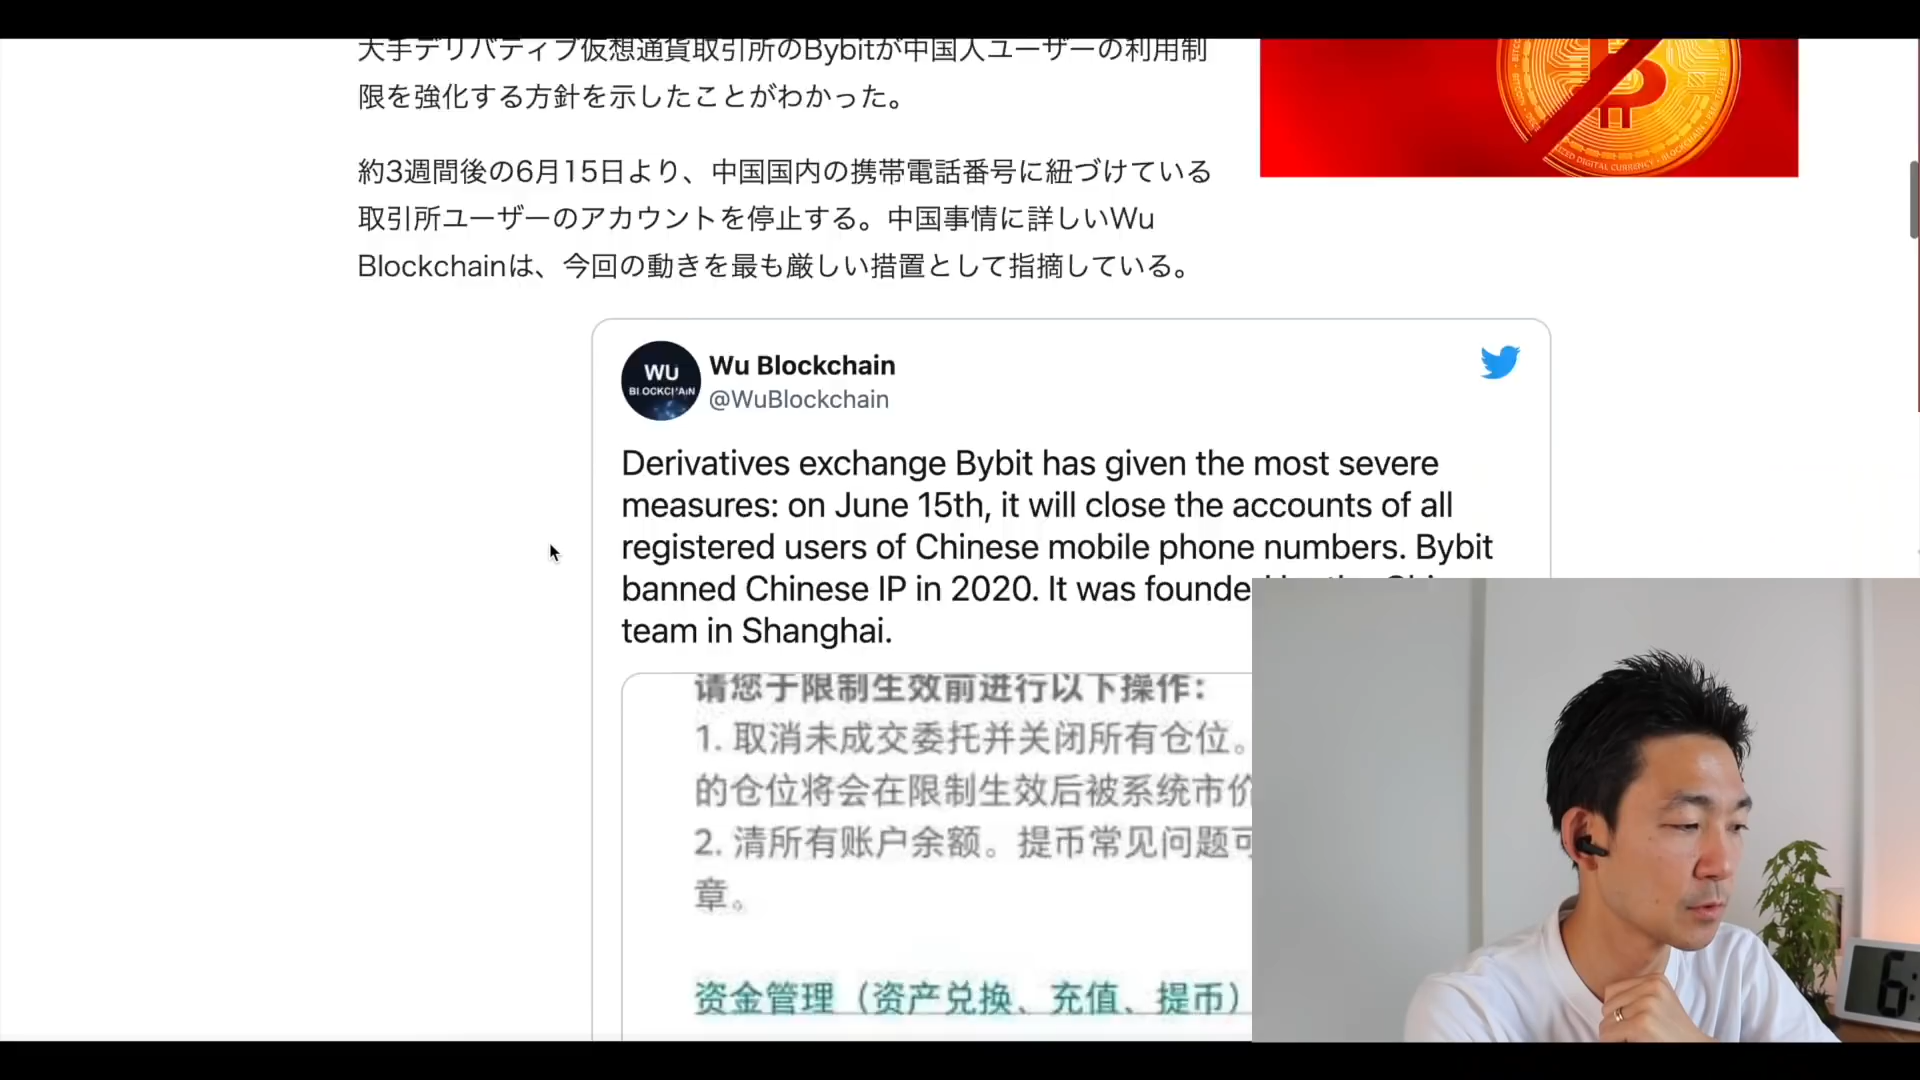 大手デリバティブ仮想通貨取引所のBybitが中国人ユーザーの利用制
限を強化する方針を示したことがわかった。
約3週間後の6月15日より、中国国内の携帯電話番号に紐づけている
取引所ユーザーのアカウントを停止する。中国事情に詳しいWu
Blockchainは、今回の動きを最も厳しい措置として指摘している。
WU
BLOCKCHAIN
Wu Blockchain
@WuBlockchain
Derivatives exchange Bybit has given the most severe
measures: on June 15th, it will close the accounts of all
registered users of Chinese mobile phone numbers. Bybit
banned Chinese IP in 2020. It was founde
team in Shanghai.
请您于限制生效前进行以下操作：
1. 取消未成交委托并关闭所有仓位。
的仓位将会在限制生效后被系统市价
2. 清所有账户余额。提币常见问题可
章。
资金管理（资产兑换、充值、提币）
DIGITAL CURRENCY
6: